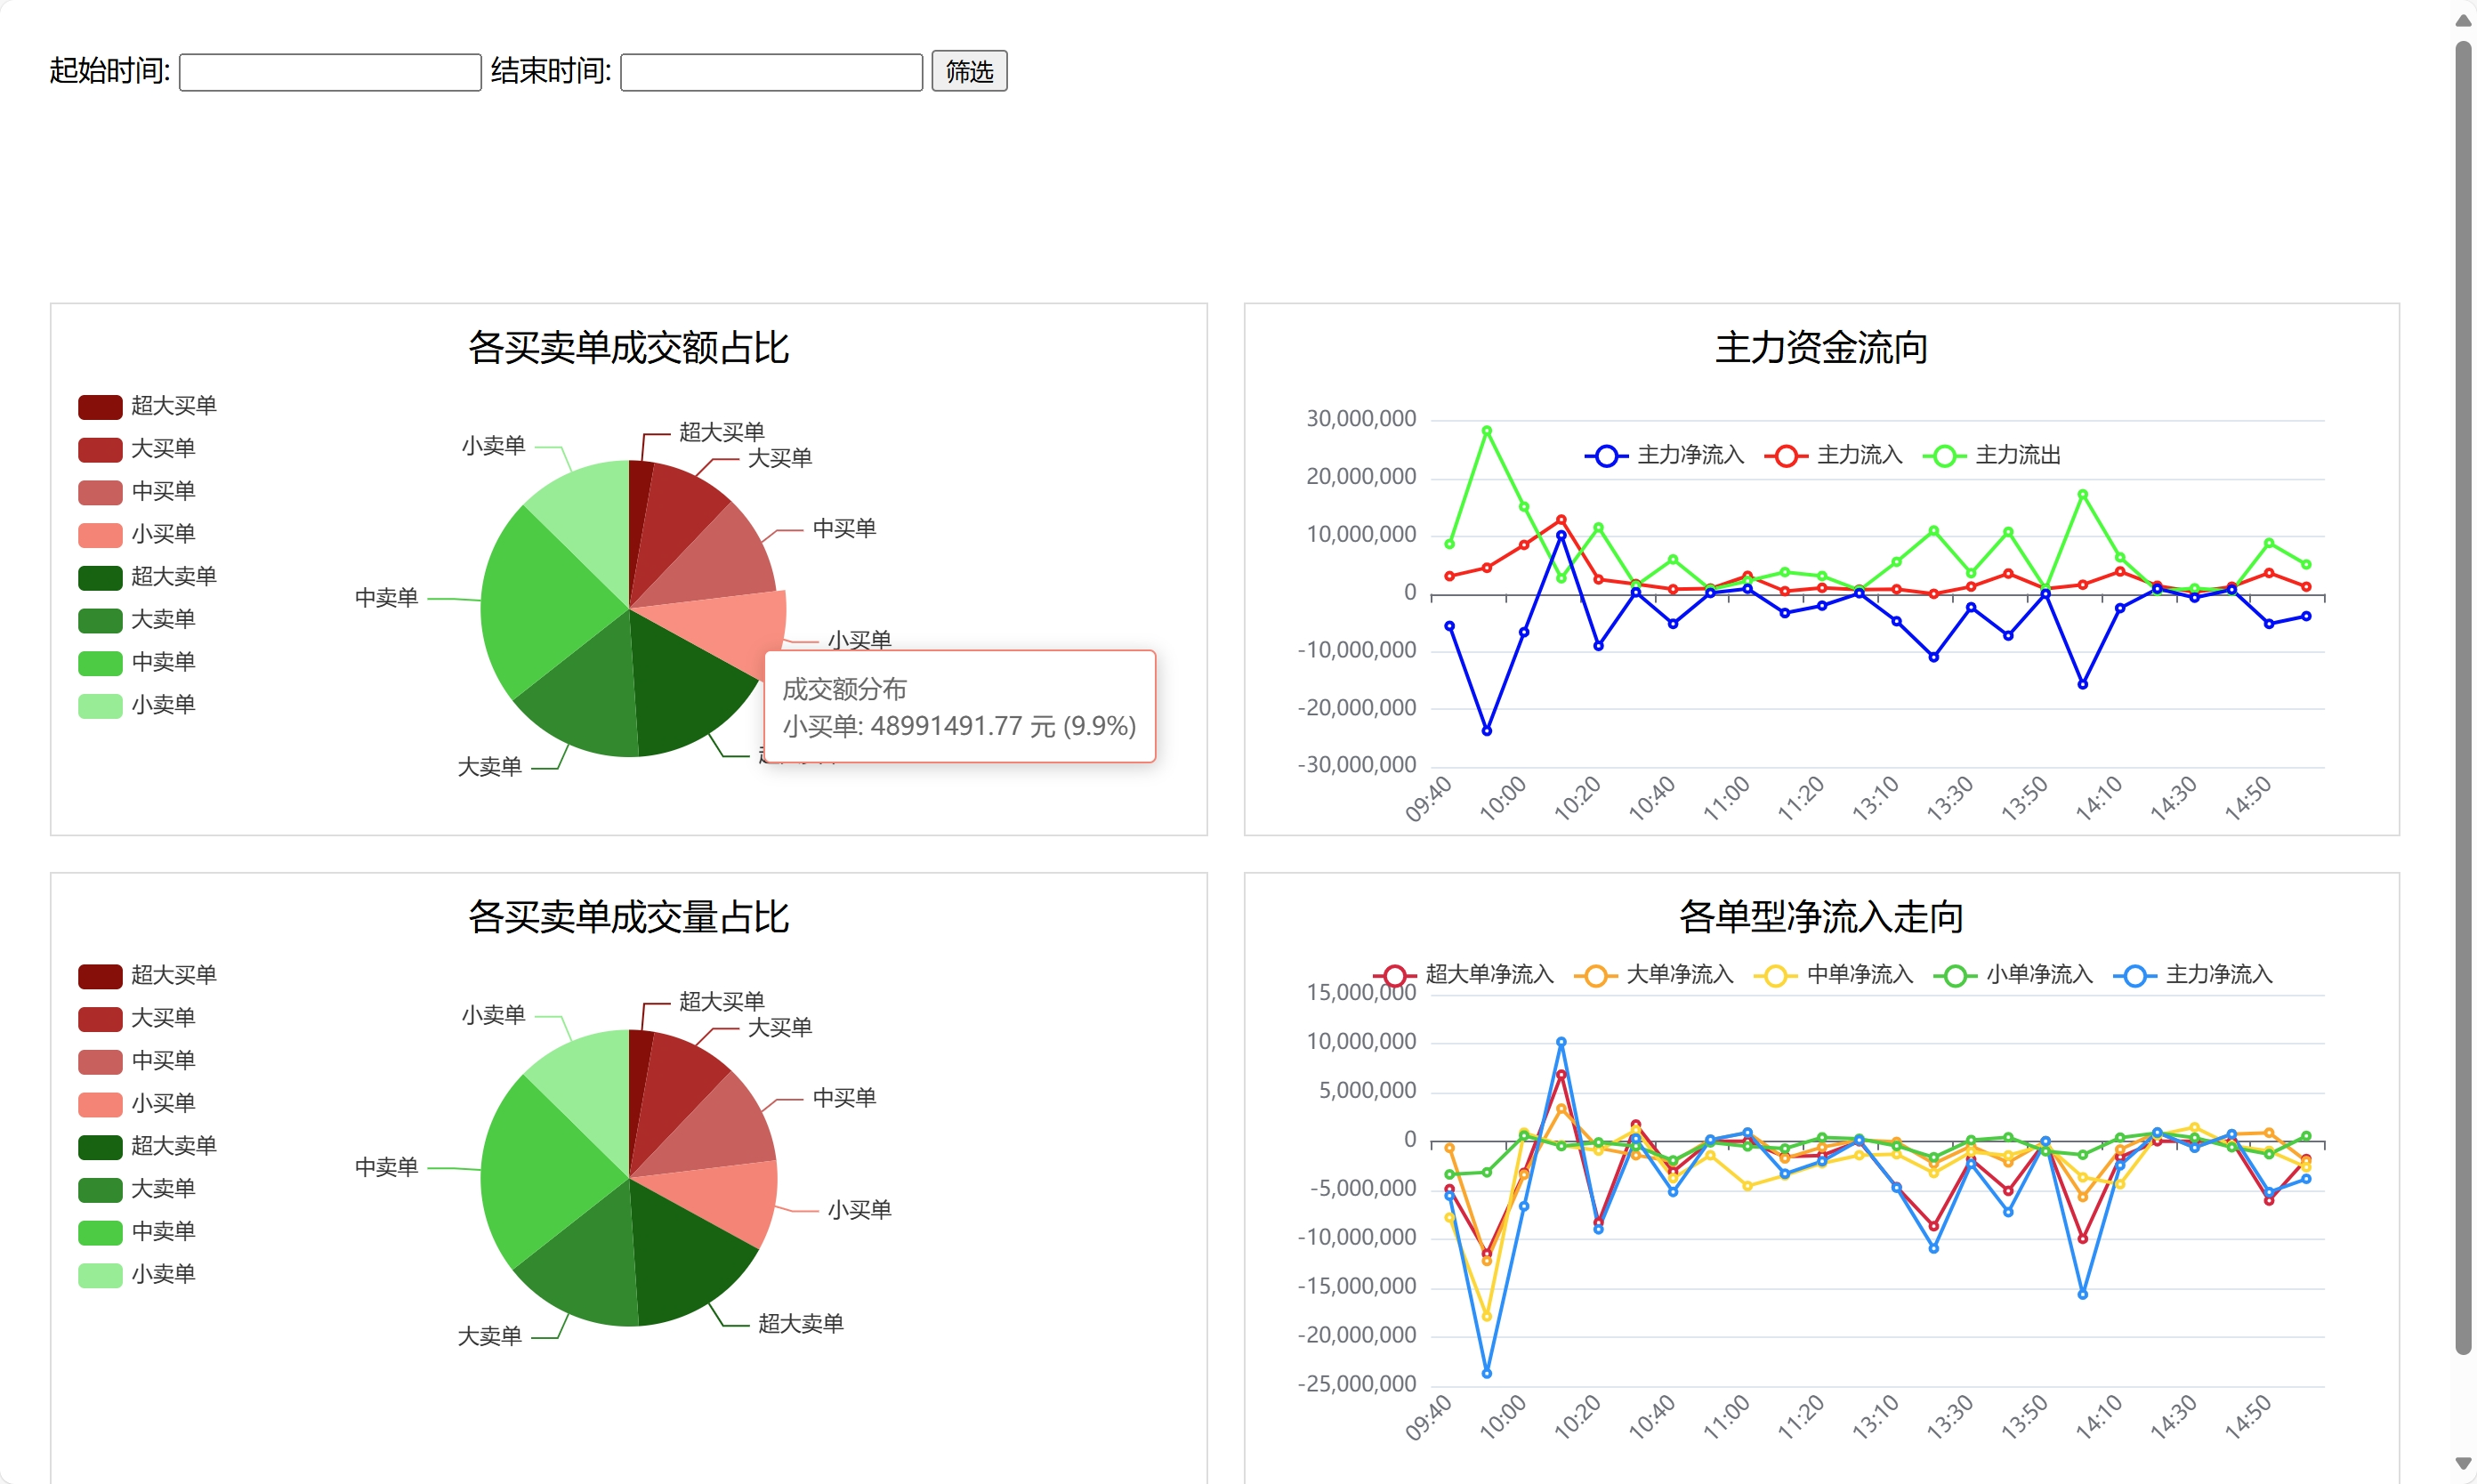 起始时间: 结束时间: 筛选
各买卖单成交额占比
超大买单
大买单
中买单
小买单
超大卖单
大卖单
中卖单
小卖单
超大买单
大买单
中买单
小买单
大卖单
中卖单
小卖单
成交额分布
小买单: 48991491.77 元 (9.9%)
主力资金流向
主力净流入 主力流入 主力流出
30,000,000
20,000,000
10,000,000
0
-10,000,000
-20,000,000
-30,000,000
09:40 10:00 10:20 10:40 11:00 11:20 13:10 13:30 13:50 14:10 14:30 14:50
各买卖单成交量占比
超大买单
大买单
中买单
小买单
超大卖单
大卖单
中卖单
小卖单
超大买单
大买单
中买单
小买单
超大卖单
大卖单
中卖单
小卖单
各单型净流入走向
超大单净流入 大单净流入 中单净流入 小单净流入 主力净流入
15,000,000
10,000,000
5,000,000
0
-5,000,000
-10,000,000
-15,000,000
-20,000,000
-25,000,000
09:40 10:00 10:20 10:40 11:00 11:20 13:10 13:30 13:50 14:10 14:30 14:50